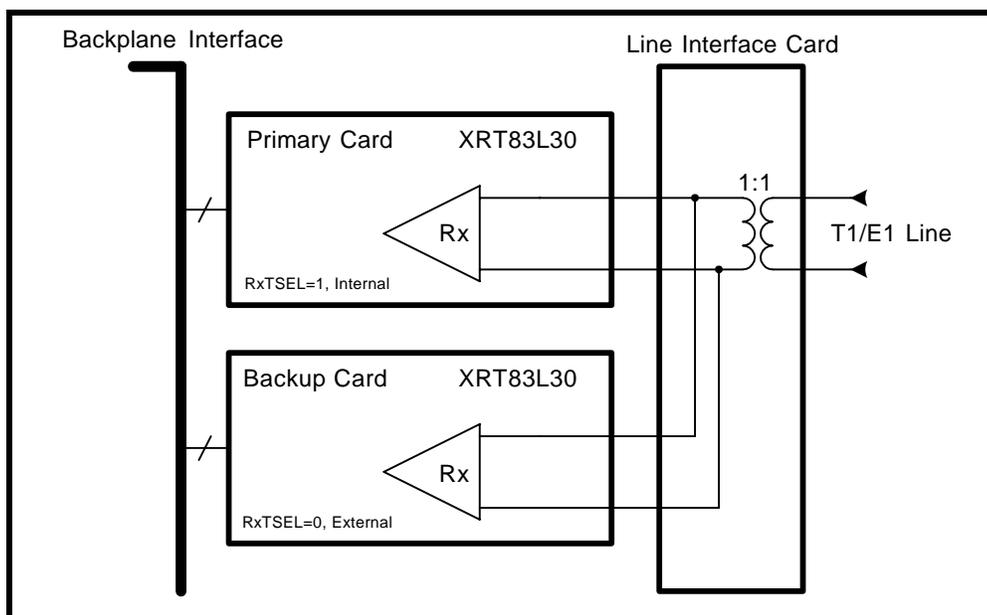 Backplane Interface
Line Interface Card
Primary Card XRT83L30
1:1
Rx
T1/E1 Line
RxTSEL=1, Internal
Backup Card XRT83L30
Rx
RxTSEL=0, External